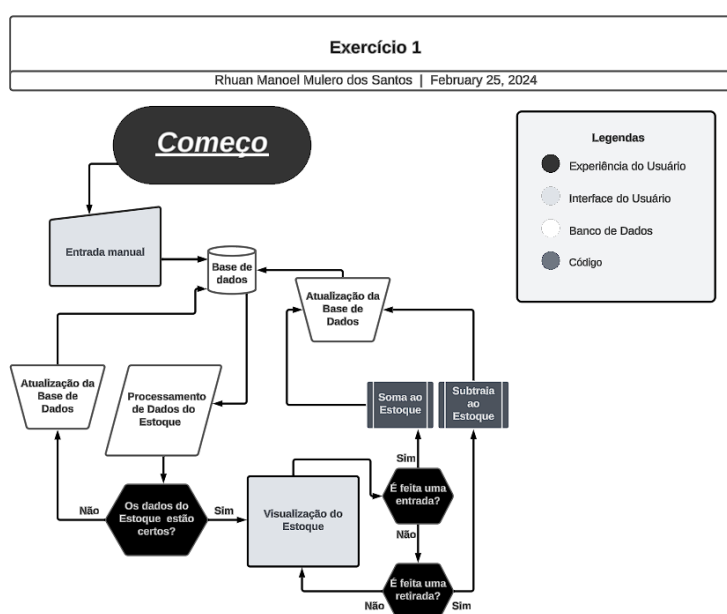 Exercício 1
Rhuan Manoel Mulero dos Santos | February 25, 2024
Começo
Legendas
Experiência do Usuário
Interface do Usuário
Banco de Dados
Código
Entrada manual
Base de
dados
Atualização da
Base de
Dados
Atualização da
Base de
Dados
Processamento
de Dados do
Estoque
Soma ao
Estoque
Subtraia
ao
Estoque
Sim
Não
Os dados do
Estoque estão
certos?
Sim
Visualização do
Estoque
É feita uma
entrada?
Não
É feita uma
retirada?
Não
Sim